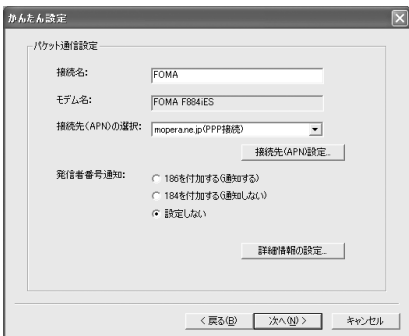 かんたん設定
パケット通信設定
接続名: FOMA
モデム名: FOMA F884iES
接続先(APN)の選択: mopera.ne.jp(PPP接続)
接続先(APN)設定...
発信者番号通知: 186を付加する(通知する)
184を付加する(通知しない)
設定しない
詳細情報の設定...
< 戻る(B) 次へ(N) > キャンセル